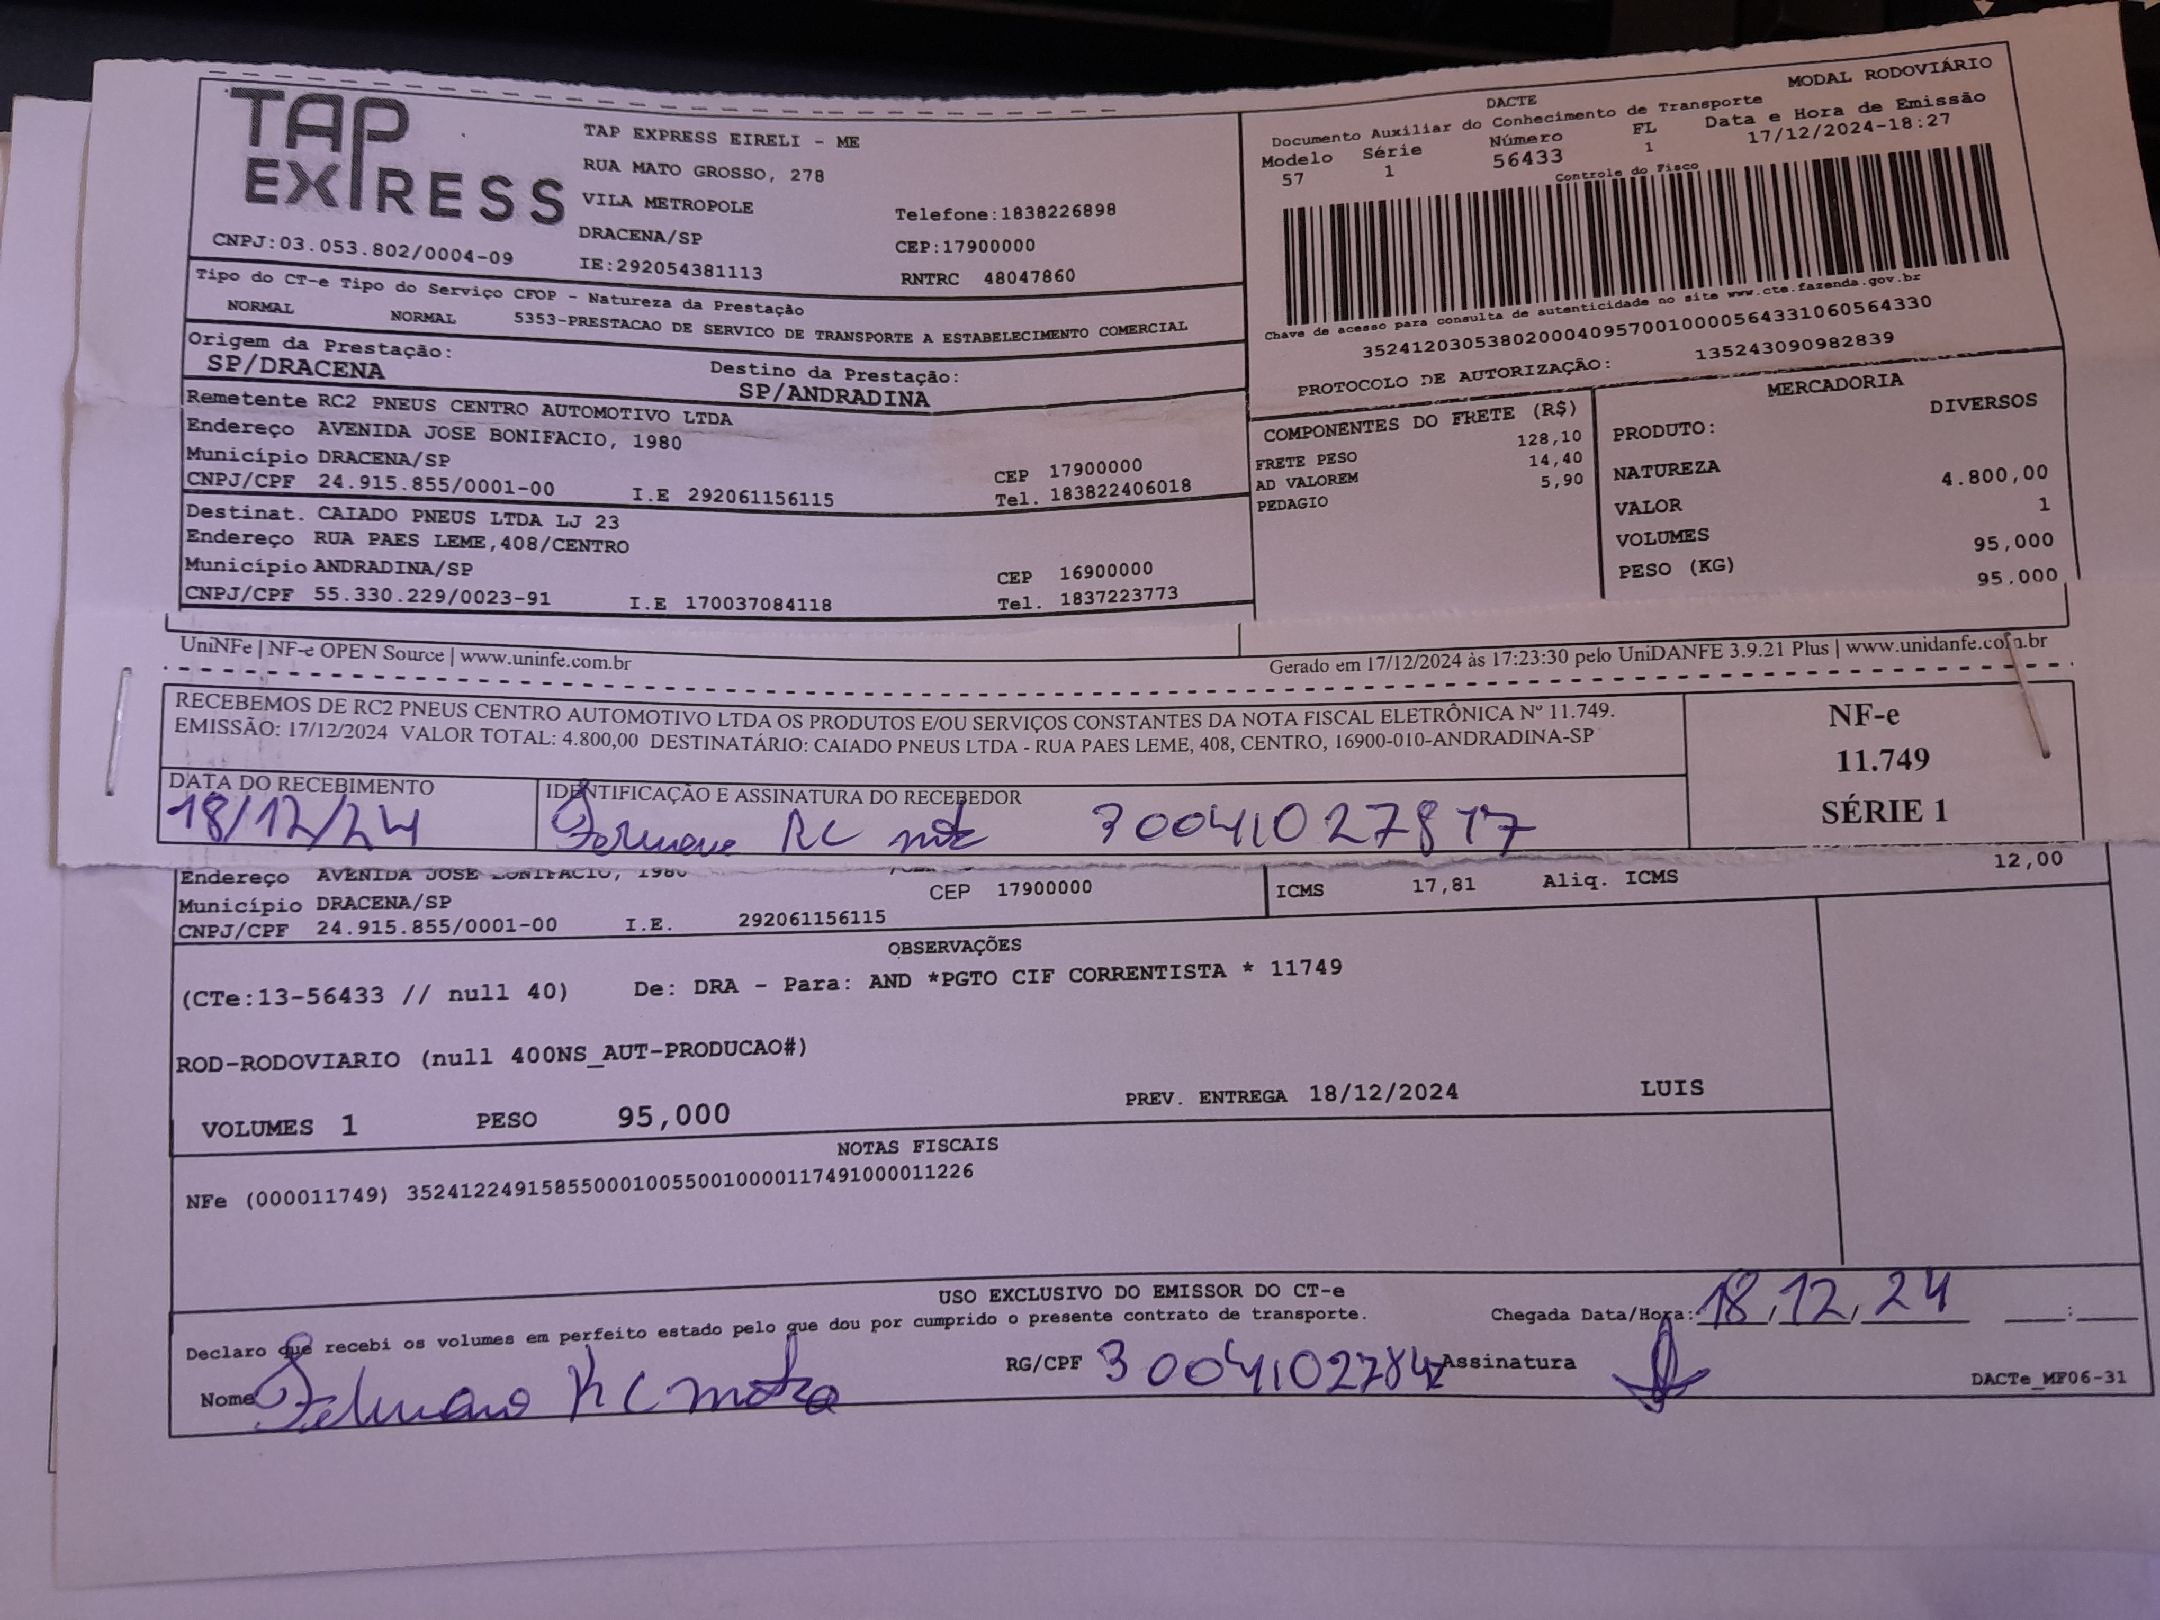 TAP
EXPRESS
CNPJ:03.053.802/0004-09
TAP EXPRESS EIRELI - ME
RUA MATO GROSSO, 278
VILA METROPOLE
DRACENA/SP
IE:292054381113
Telefone:1838226898
CEP:17900000
RNTRC 48047860
MODAL RODOVIÁRIO
DACTE
Documento Auxiliar do Conhecimento de Transporte
Modelo Série Número FL Data e Hora de Emissão
57 1 56433 1 17/12/2024-18:27
Controle do Fisco
Chave de acesso para consulta de autenticidade no site www.cte.fazenda.gov.br
35241203053802000409570010000564331060564330
PROTOCOLO DE AUTORIZAÇÃO: 135243090982839
Tipo do CT-e Tipo do Serviço CFOP - Natureza da Prestação
NORMAL NORMAL 5353-PRESTACAO DE SERVICO DE TRANSPORTE A ESTABELECIMENTO COMERCIAL
Origem da Prestação: Destino da Prestação:
SP/DRACENA SP/ANDRADINA
Remetente RC2 PNEUS CENTRO AUTOMOTIVO LTDA
Endereço AVENIDA JOSE BONIFACIO, 1980
Município DRACENA/SP CEP 17900000
CNPJ/CPF 24.915.855/0001-00 I.E 292061156115 Tel. 183822406018
Destinat. CAIADO PNEUS LTDA LJ 23
Endereço RUA PAES LEME,408/CENTRO
Município ANDRADINA/SP CEP 16900000
CNPJ/CPF 55.330.229/0023-91 I.E 170037084118 Tel. 1837223773
COMPONENTES DO FRETE (R$)
FRETE PESO 128,10
AD VALOREM 14,40
PEDAGIO 5,90
MERCADORIA
PRODUTO: DIVERSOS
NATUREZA
VALOR 4.800,00
VOLUMES 1
PESO (KG) 95,000
95.000
UniNFe | NF-e OPEN Source | www.uninfe.com.br
Gerado em 17/12/2024 às 17:23:30 pelo UniDANFE 3.9.21 Plus | www.unidanfe.com.br
RECEBEMOS DE RC2 PNEUS CENTRO AUTOMOTIVO LTDA OS PRODUTOS E/OU SERVIÇOS CONSTANTES DA NOTA FISCAL ELETRÔNICA Nº 11.749.
EMISSÃO: 17/12/2024 VALOR TOTAL: 4.800,00 DESTINATÁRIO: CAIADO PNEUS LTDA - RUA PAES LEME, 408, CENTRO, 16900-010-ANDRADINA-SP
NF-e
11.749
SÉRIE 1
DATA DO RECEBIMENTO
18/12/24
IDENTIFICAÇÃO E ASSINATURA DO RECEBEDOR
RC
Endereço AVENIDA JOSE BONIFACIO, 1980
Município DRACENA/SP CEP 17900000
CNPJ/CPF 24.915.855/0001-00 I.E. 292061156115
ICMS 17,81 Aliq. ICMS 12,00
OBSERVAÇÕES
(CTe:13-56433 // null 40) De: DRA - Para: AND *PGTO CIF CORRENTISTA * 11749
ROD-RODOVIARIO (null 400NS_AUT-PRODUCAO#)
VOLUMES 1 PESO 95,000 PREV. ENTREGA 18/12/2024 LUIS
NOTAS FISCAIS
NFe (000011749) 35241224915855000100550010000117491000011226
USO EXCLUSIVO DO EMISSOR DO CT-e
Declaro que recebi os volumes em perfeito estado pelo que dou por cumprido o presente contrato de transporte.
Chegada Data/Hora: 18,12,24 :
Nome RC RG/CPF Assinatura
DACTe_MF06-31